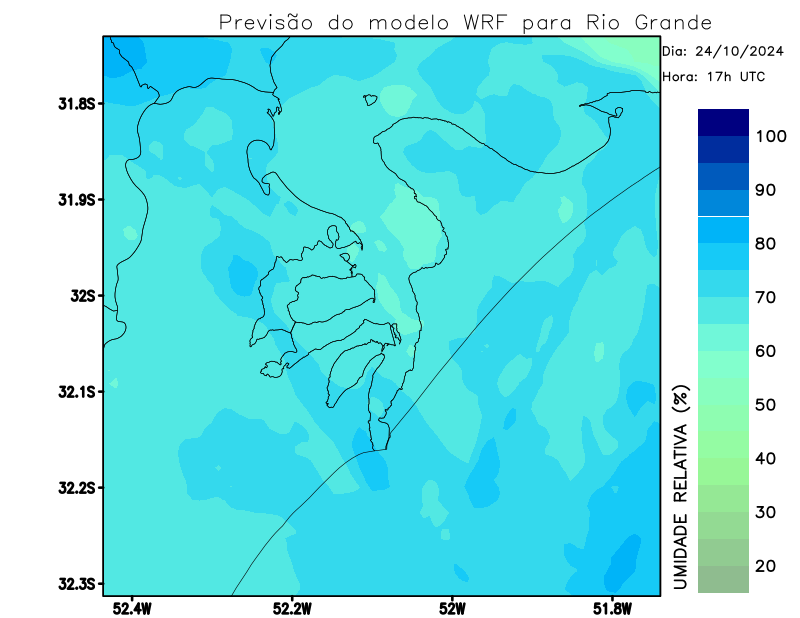 Previsão do modelo WRF para Rio Grande
Dia: 24/10/2024
Hora: 17h UTC
31.8S
31.9S
32S
32.1S
32.2S
32.3S
52.4W
52.2W
52W
51.8W
100
90
80
70
60
50
40
30
20
UMIDADE RELATIVA (%)